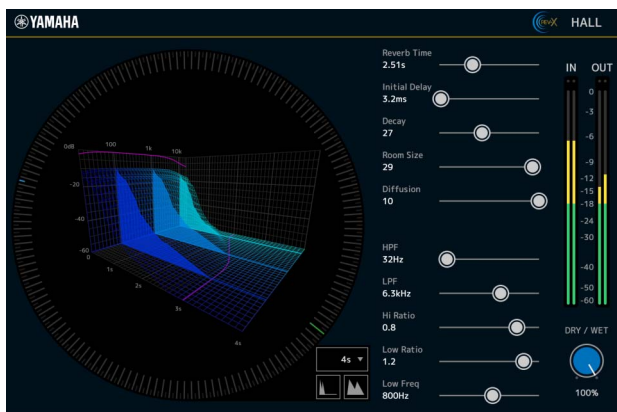 YAMAHA
REV-X HALL
Reverb Time
2.51s
Initial Delay
3.2ms
Decay
27
Room Size
29
Diffusion
10
HPF
32Hz
LPF
6.3kHz
Hi Ratio
0.8
Low Ratio
1.2
Low Freq
800Hz
IN OUT
0
-3
-6
-9
-12
-15
-18
-24
-30
-40
-50
-60
DRY / WET
100%
0dB 100 1k 10k
-20
-40
-60
0
1s
2s
3s
4s
4s